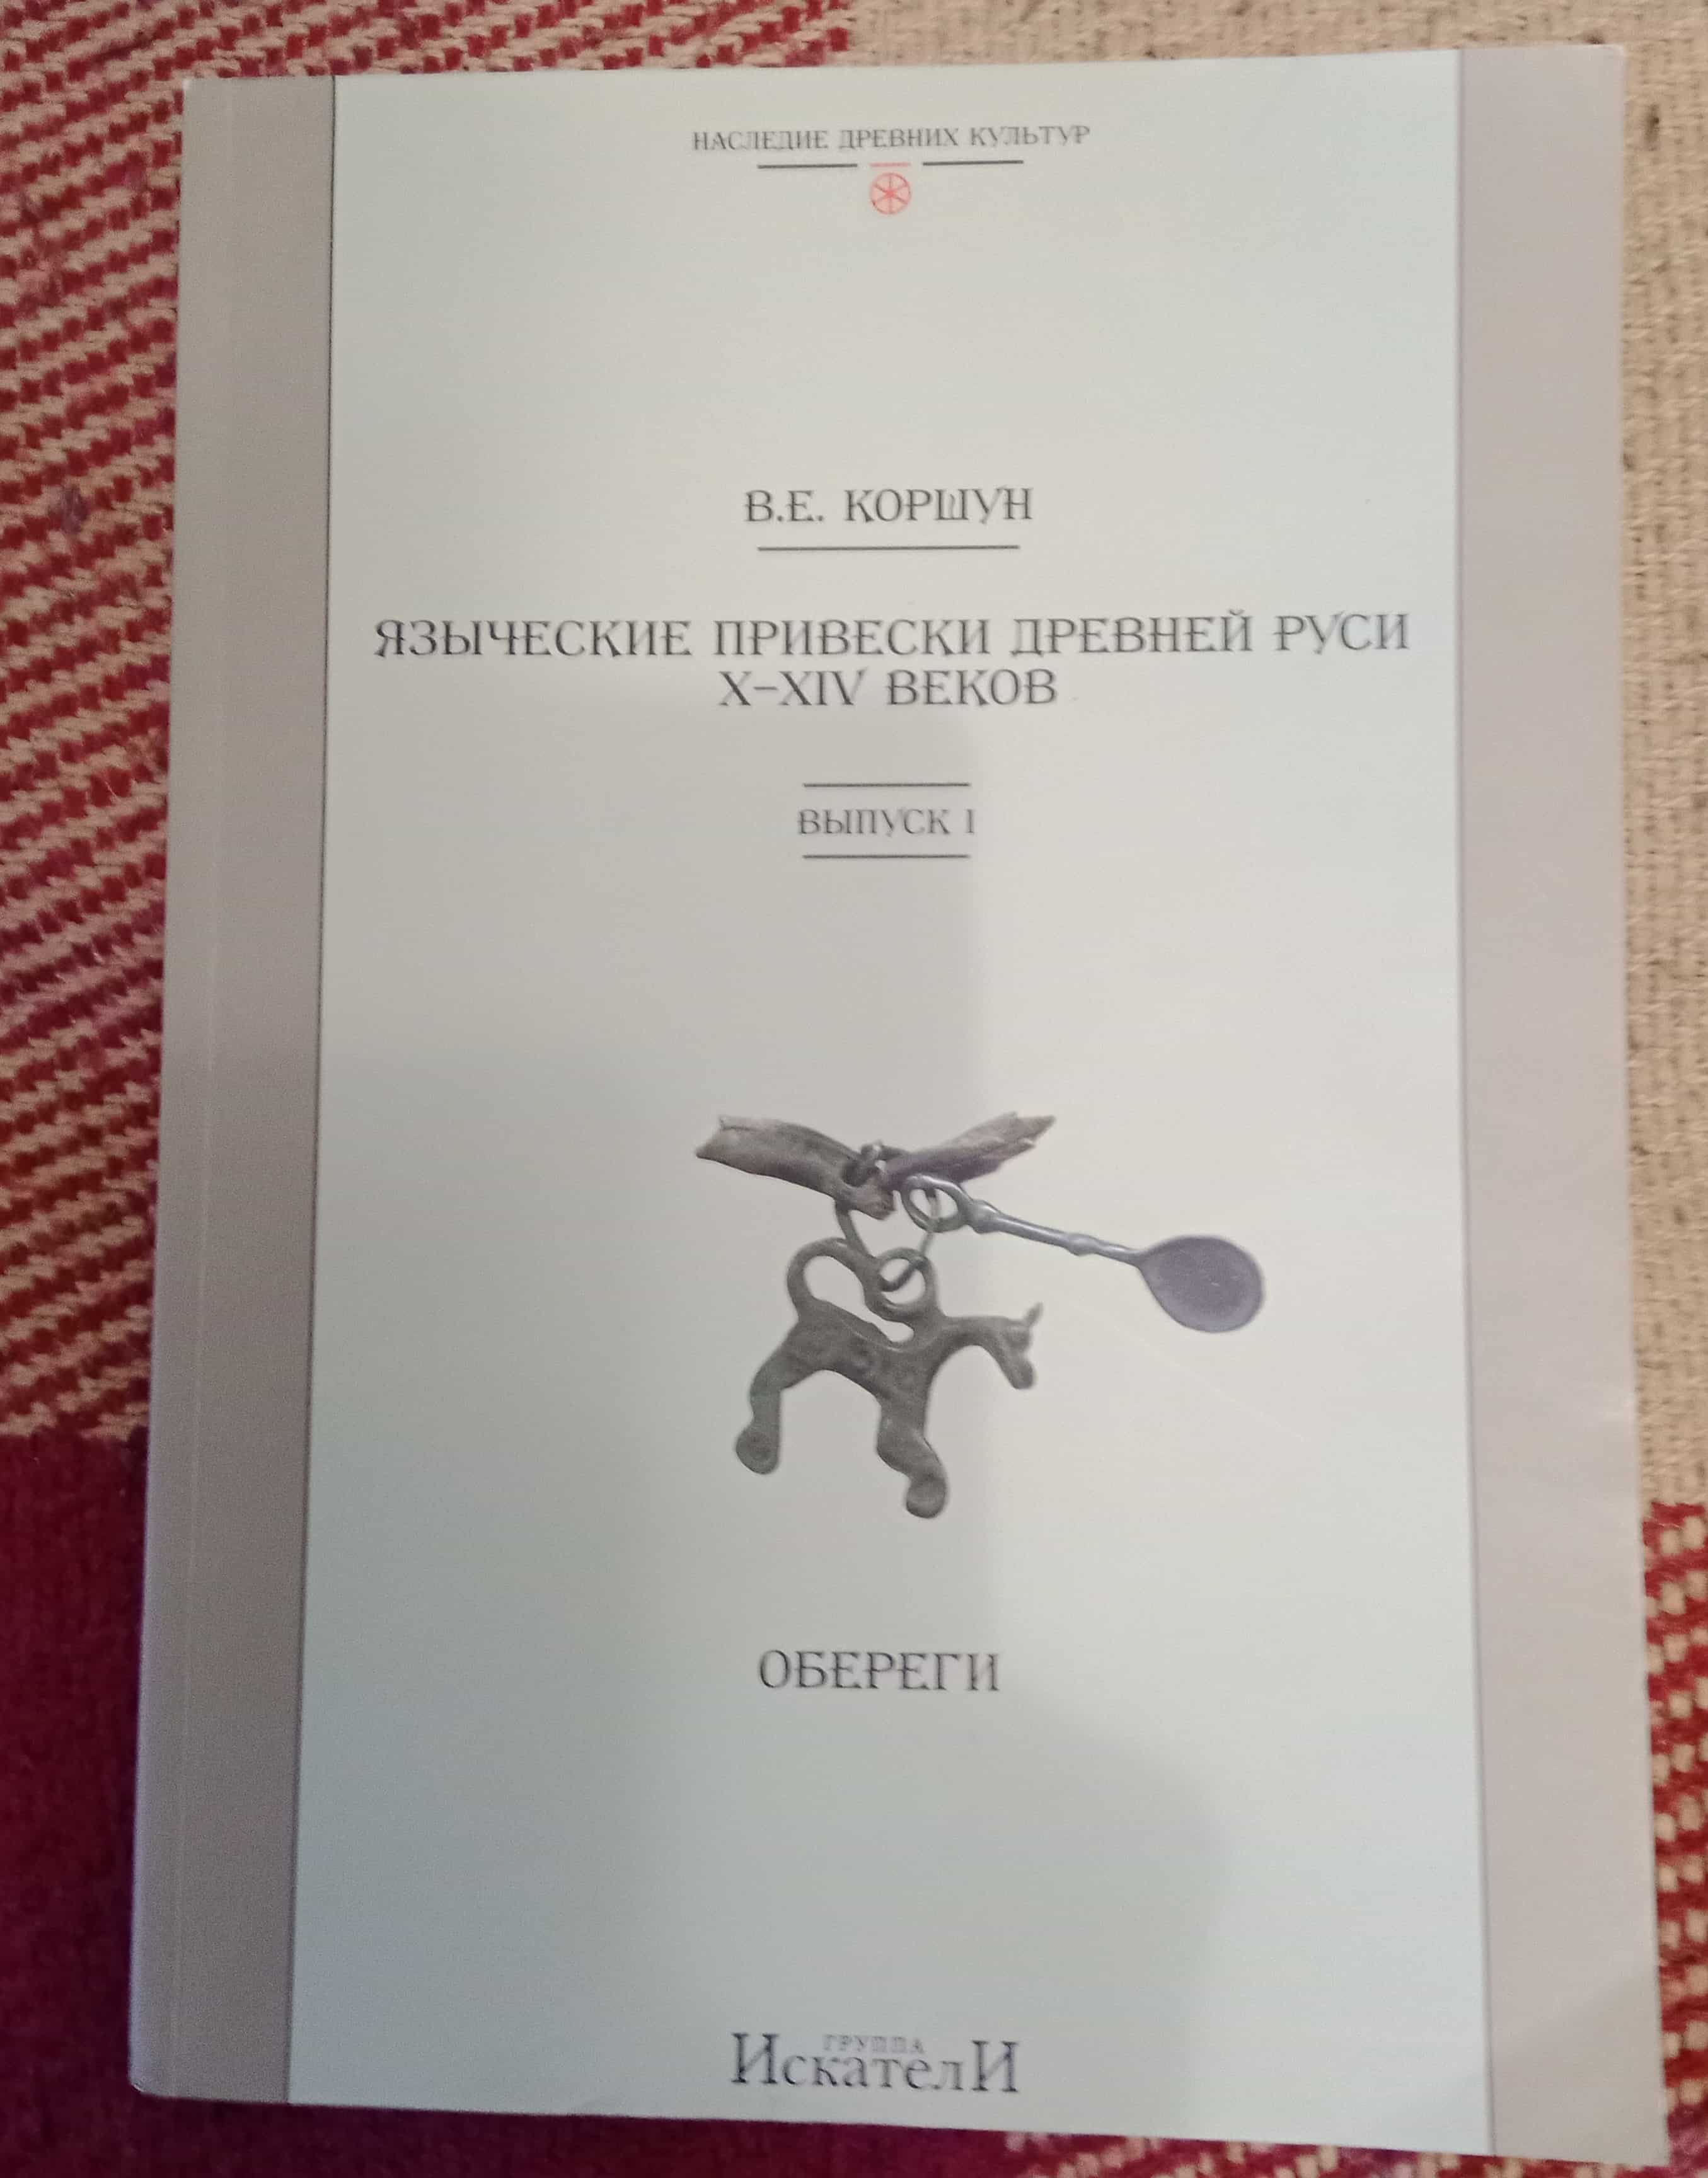 НАСЛЕДИЕ ДРЕВНИХ КУЛЬТУР
В.Е. КОРШУН
ЯЗЫЧЕСКИЕ ПРИВЕСКИ ДРЕВНЕЙ РУСИ
X–XIV ВЕКОВ
ВЫПУСК 1
ОБЕРЕГИ
ГРУППА
ИскателИ